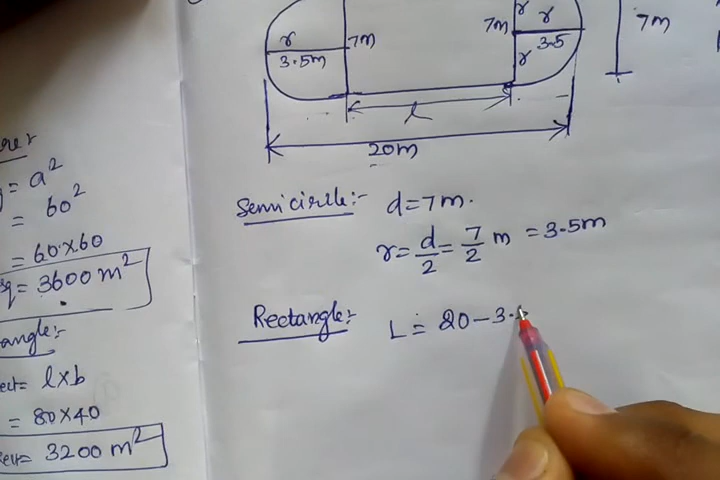 r
3.5m
7m
7m
r
r
r
3.5
7m
l
20m
= a²
= 60²
= 60×60
= 3600 m²
= l×b
= 80×40
= 3200 m²
Semicircle:- d=7m.
r = d/2 = 7/2 m = 3.5m
Rectangle:- L = 20-3.